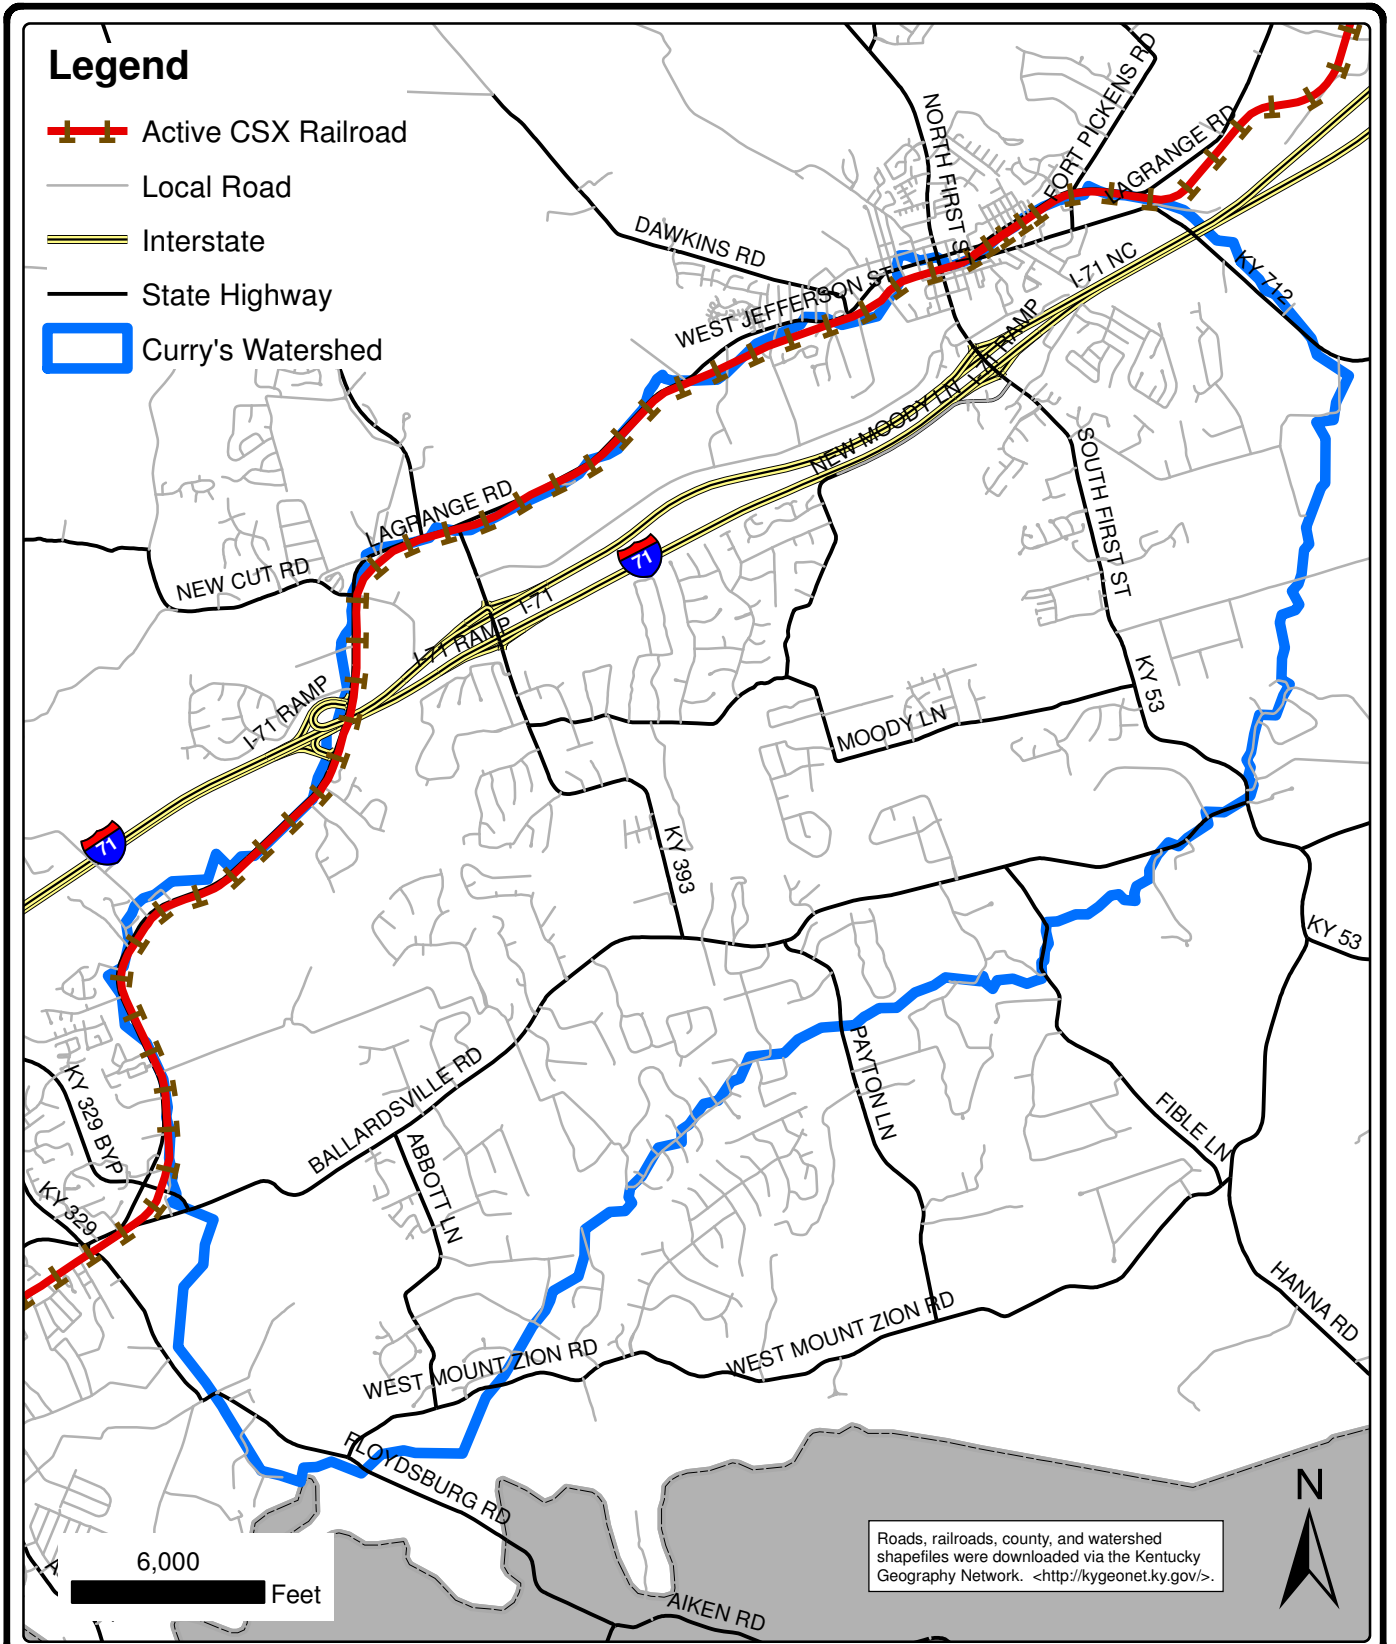 Legend
Active CSX Railroad
Local Road
Interstate
State Highway
Curry's Watershed
NORTH FIRST ST
FORT PICKENS RD
LAGRANGE RD
DAWKINS RD
KY 712
I-71 NC
WEST JEFFERSON ST
I-71 RAMP
NEW MOODY LN
SOUTH FIRST ST
LAGRANGE RD
71
NEW CUT RD
I-71
I-71 RAMP
KY 53
I-71 RAMP
MOODY LN
71
KY 393
KY 53
PAYTON LN
BALLARDSVILLE RD
KY 329 BYP
FIBLE LN
ABBOTT LN
KY 329
HANNA RD
WEST MOUNT ZION RD
WEST MOUNT ZION RD
FLOYDSBURG RD
N
Roads, railroads, county, and watershed
shapefiles were downloaded via the Kentucky
Geography Network. <http://kygeonet.ky.gov/>.
6,000
Feet
AIKEN RD